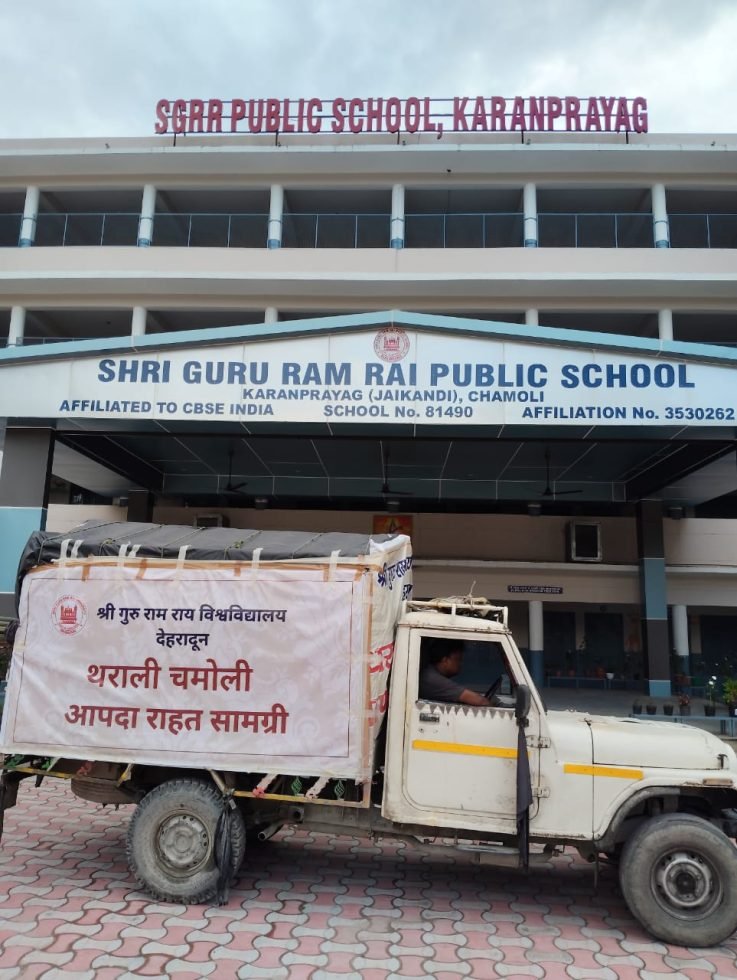 SGRR PUBLIC SCHOOL, KARANPRAYAG
SHRI GURU RAM RAI PUBLIC SCHOOL
KARANPRAYAG (JAIKANDI), CHAMOLI
AFFILIATED TO CBSE INDIA SCHOOL No. 81490 AFFILIATION No. 3530262
श्री गुरु राम राय विश्वविद्यालय
देहरादून
थराली चमोली
आपदा राहत सामग्री
श्री गुरु